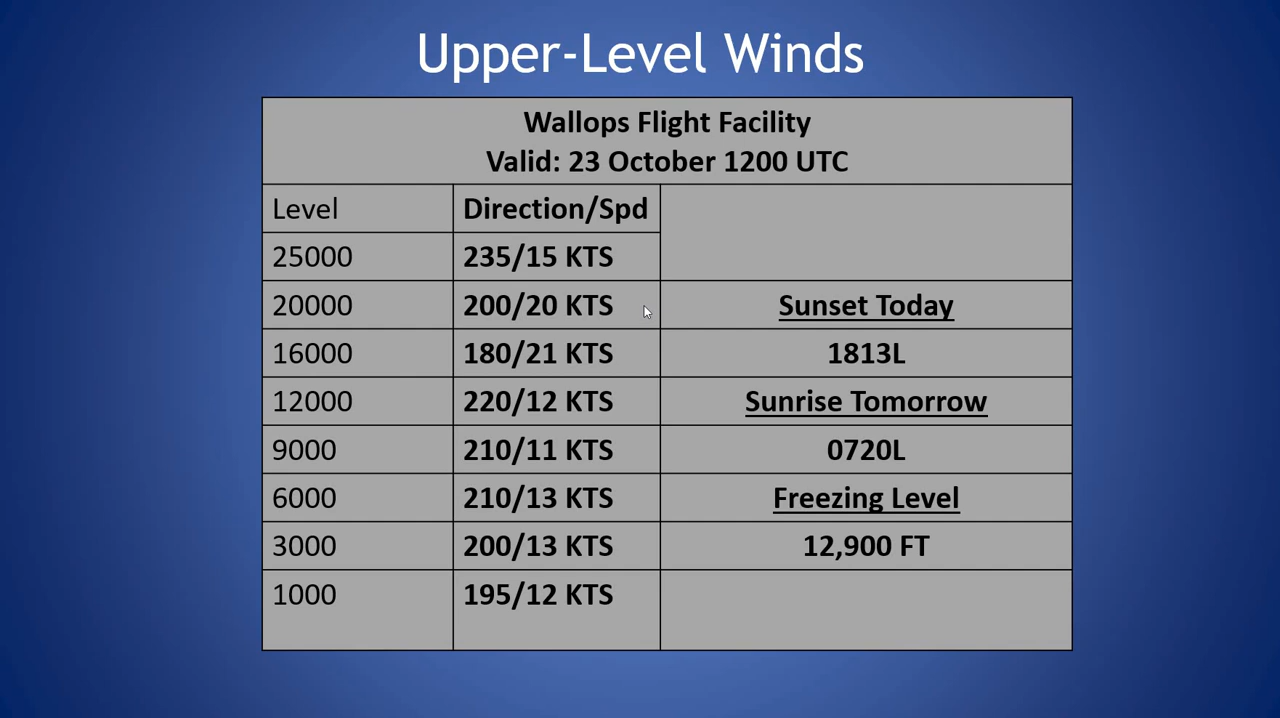 Upper-Level Winds
Wallops Flight Facility
Valid: 23 October 1200 UTC
Level Direction/Spd
25000 235/15 KTS
20000 200/20 KTS Sunset Today
16000 180/21 KTS 1813L
12000 220/12 KTS Sunrise Tomorrow
9000 210/11 KTS 0720L
6000 210/13 KTS Freezing Level
3000 200/13 KTS 12,900 FT
1000 195/12 KTS